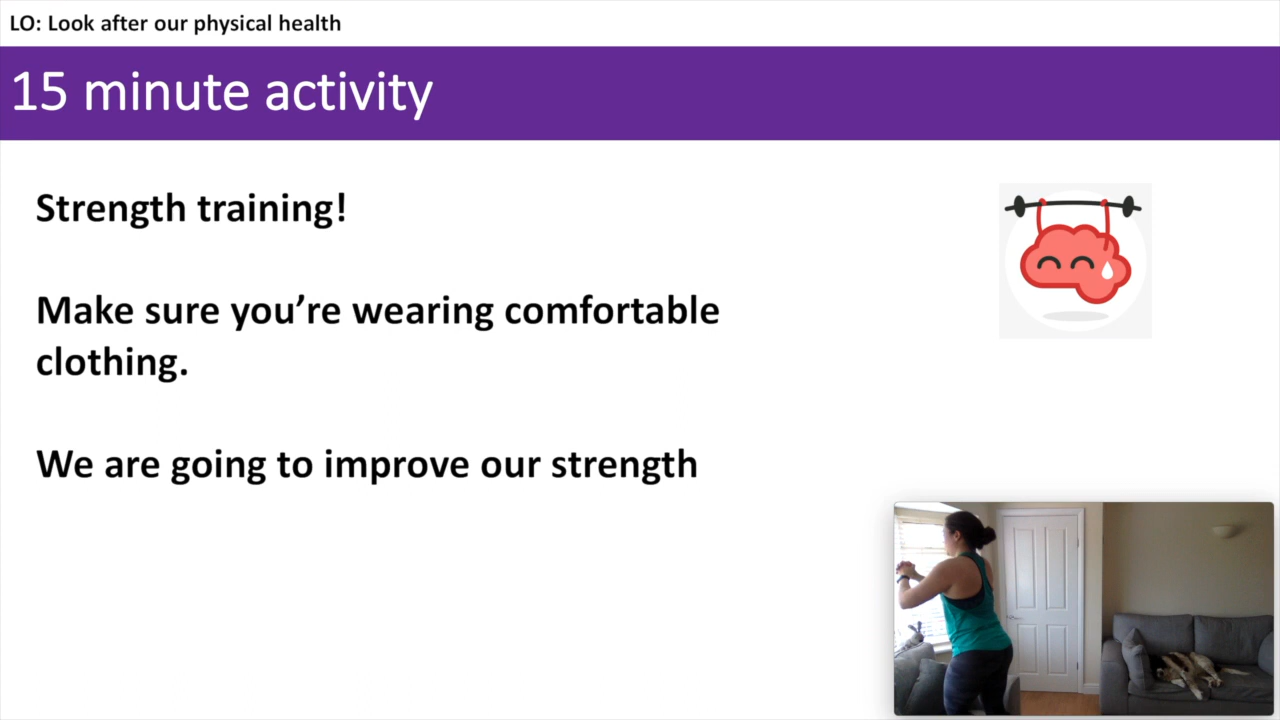 LO: Look after our physical health
15 minute activity
Strength training!
Make sure you’re wearing comfortable
clothing.
We are going to improve our strength